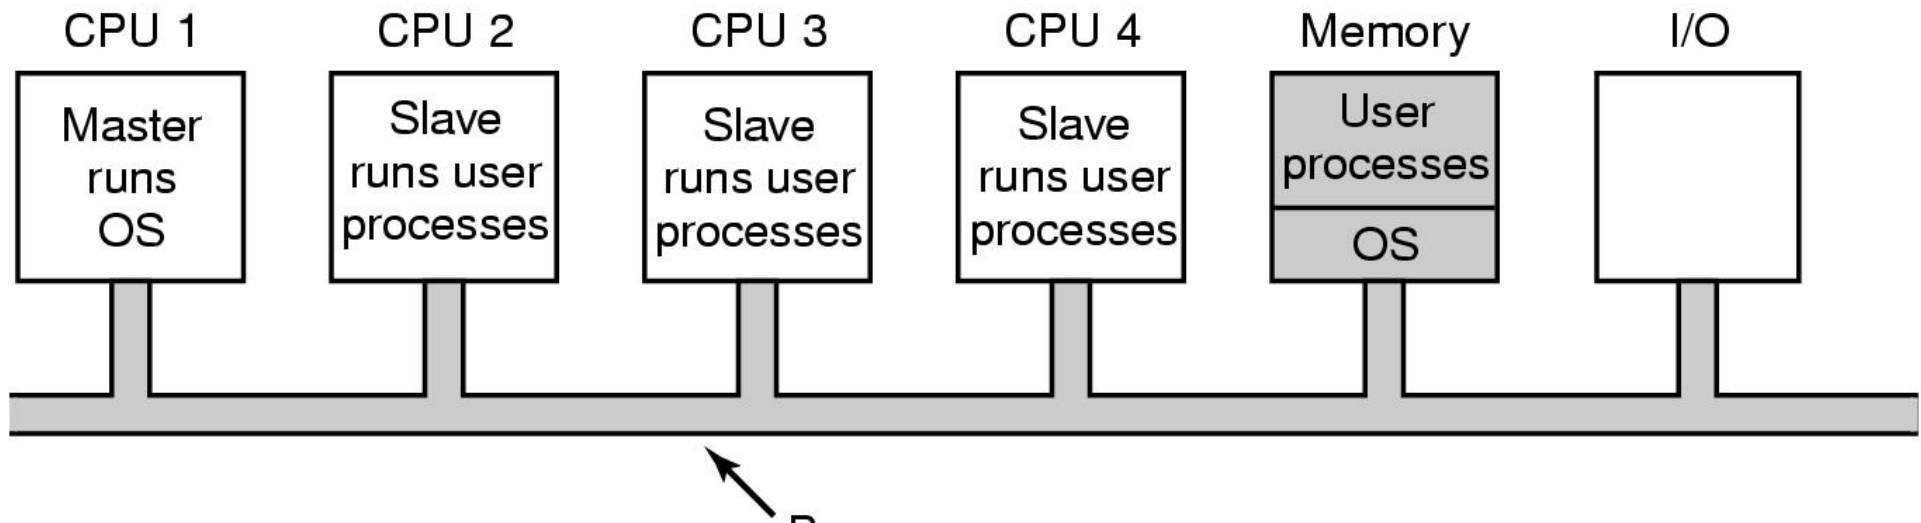 CPU 1
CPU 2
CPU 3
CPU 4
Memory
I/O
Master
runs
OS
Slave
runs user
processes
Slave
runs user
processes
Slave
runs user
processes
User
processes
OS